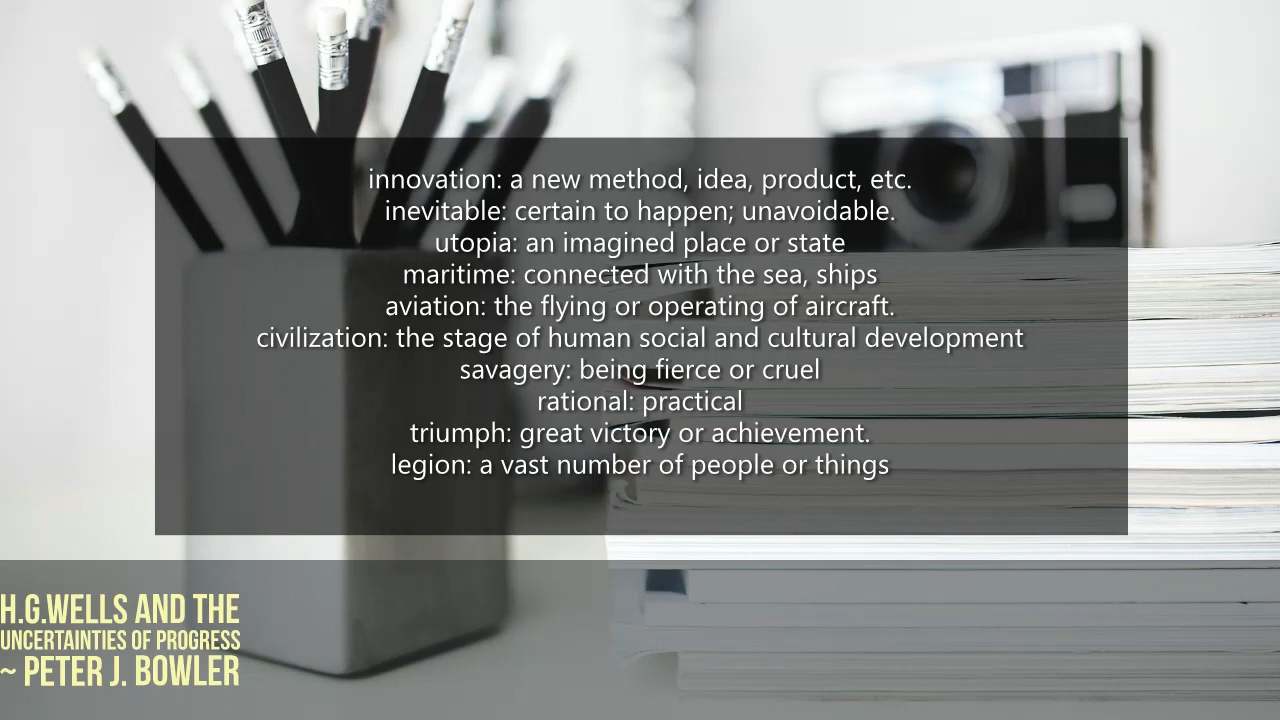 innovation: a new method, idea, product, etc.
inevitable: certain to happen; unavoidable.
utopia: an imagined place or state
maritime: connected with the sea, ships
aviation: the flying or operating of aircraft.
civilization: the stage of human social and cultural development
savagery: being fierce or cruel
rational: practical
triumph: great victory or achievement.
legion: a vast number of people or things
H.G.WELLS AND THE
UNCERTAINTIES OF PROGRESS
~ PETER J. BOWLER